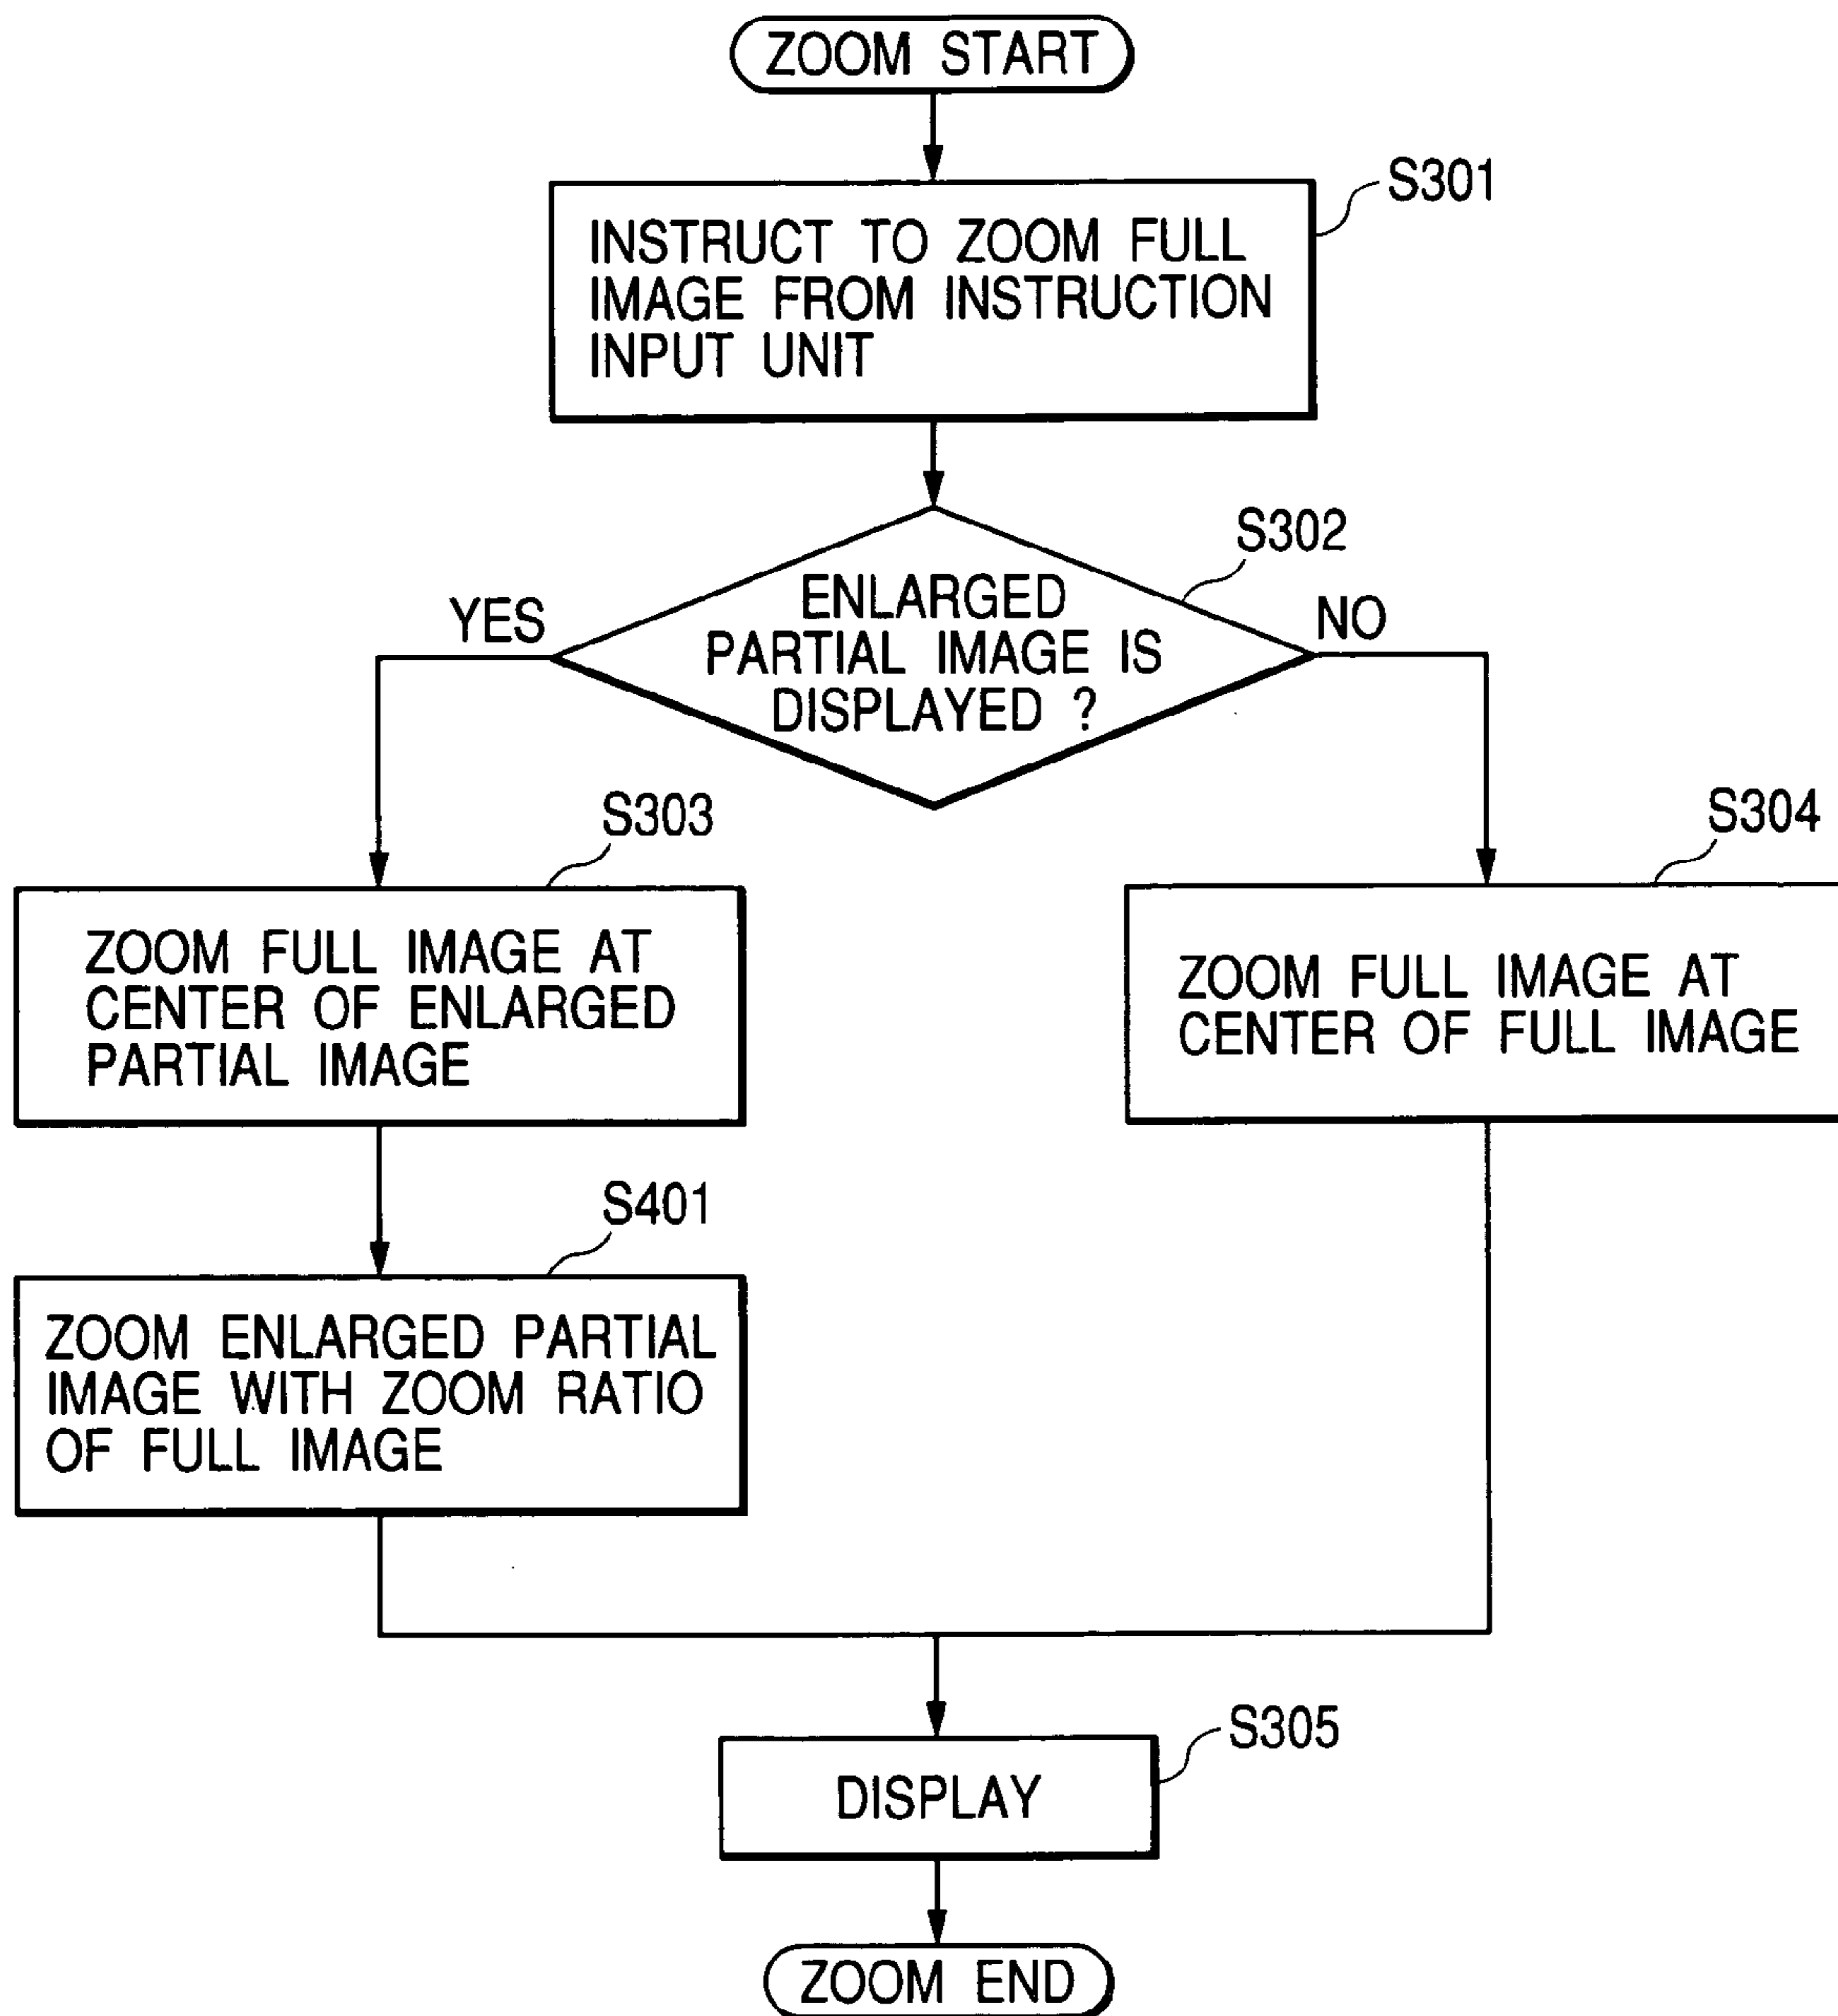 ZOOM START
S301
INSTRUCT TO ZOOM FULL
IMAGE FROM INSTRUCTION
INPUT UNIT
S302
YES
ENLARGED
PARTIAL IMAGE IS
DISPLAYED ?
NO
S303
ZOOM FULL IMAGE AT
CENTER OF ENLARGED
PARTIAL IMAGE
S304
ZOOM FULL IMAGE AT
CENTER OF FULL IMAGE
S401
ZOOM ENLARGED PARTIAL
IMAGE WITH ZOOM RATIO
OF FULL IMAGE
S305
DISPLAY
ZOOM END